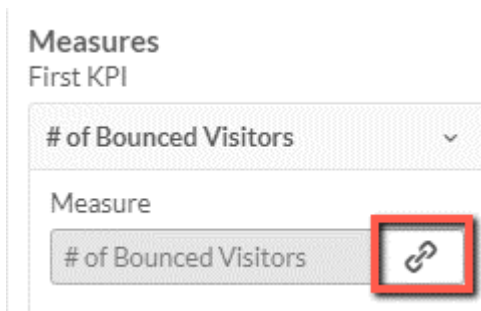 Measures
First KPI
# of Bounced Visitors
Measure
# of Bounced Visitors